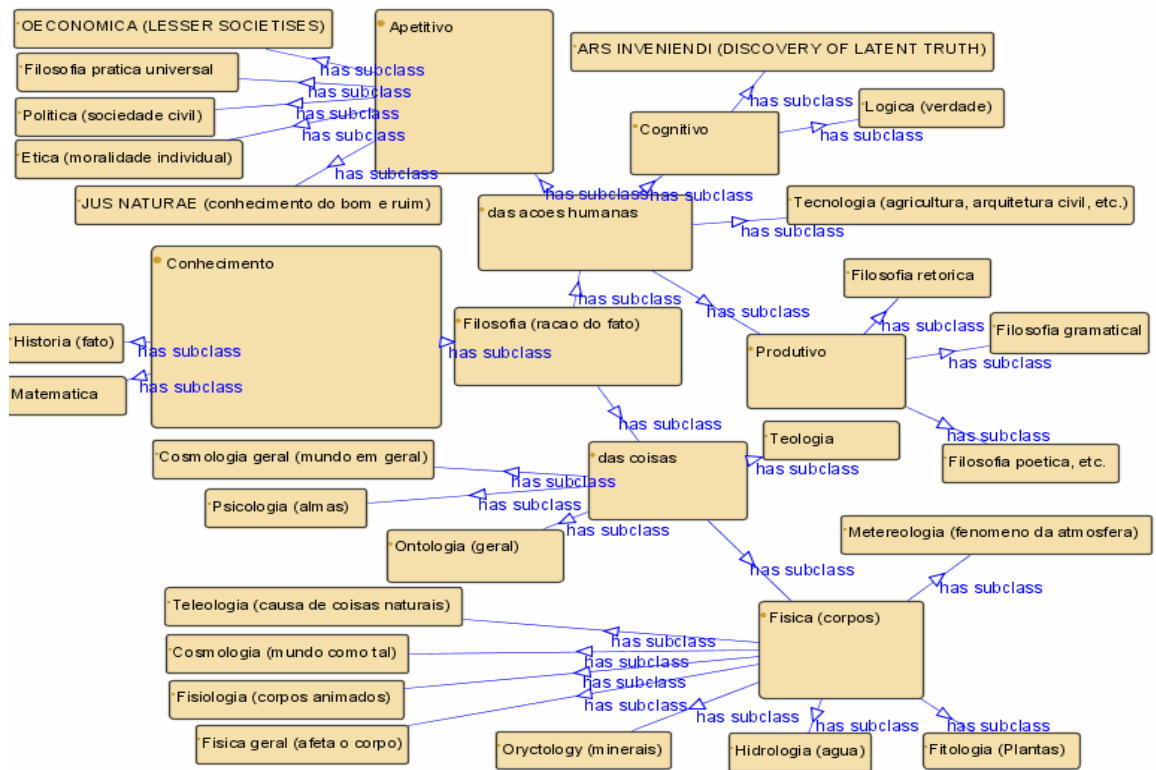 OECONOMICA (LESSER SOCIETISES)
Apetitivo
ARS INVENIENDI (DISCOVERY OF LATENT TRUTH)
has subclass
Filosofia pratica universal
has subclass
has subclass
Logica (verdade)
Politica (sociedade civil)
has subclass
Cognitivo
has subclass
has subclass
Etica (moralidade individual)
has subclass
JUS NATURAE (conhecimento do bom e ruim)
has subclass
has subclass
das acoes humanas
Tecnologia (agricultura, arquitetura civil, etc.)
has subclass
Conhecimento
Filosofia retorica
has subclass
has subclass
Filosofia (racao do fato)
has subclass
Filosofia gramatical
Historia (fato)
has subclass
has subclass
Produtivo
has subclass
Matematica
has subclass
has subclass
has subclass
Teologia
Cosmologia geral (mundo em geral)
das coisas
has subclass
Filosofia poetica, etc.
has subclass
Psicologia (almas)
has subclass
has subclass
Metereologia (fenomeno da atmosfera)
Ontologia (geral)
has subclass
has subclass
Teleologia (causa de coisas naturais)
Fisica (corpos)
has subclass
Cosmologia (mundo como tal)
has subclass
has subclass
Fisiologia (corpos animados)
has subclass
has subclass
has subclass
has subclass
Fisica geral (afeta o corpo)
Oryctology (minerais)
Hidrologia (agua)
Fitologia (Plantas)